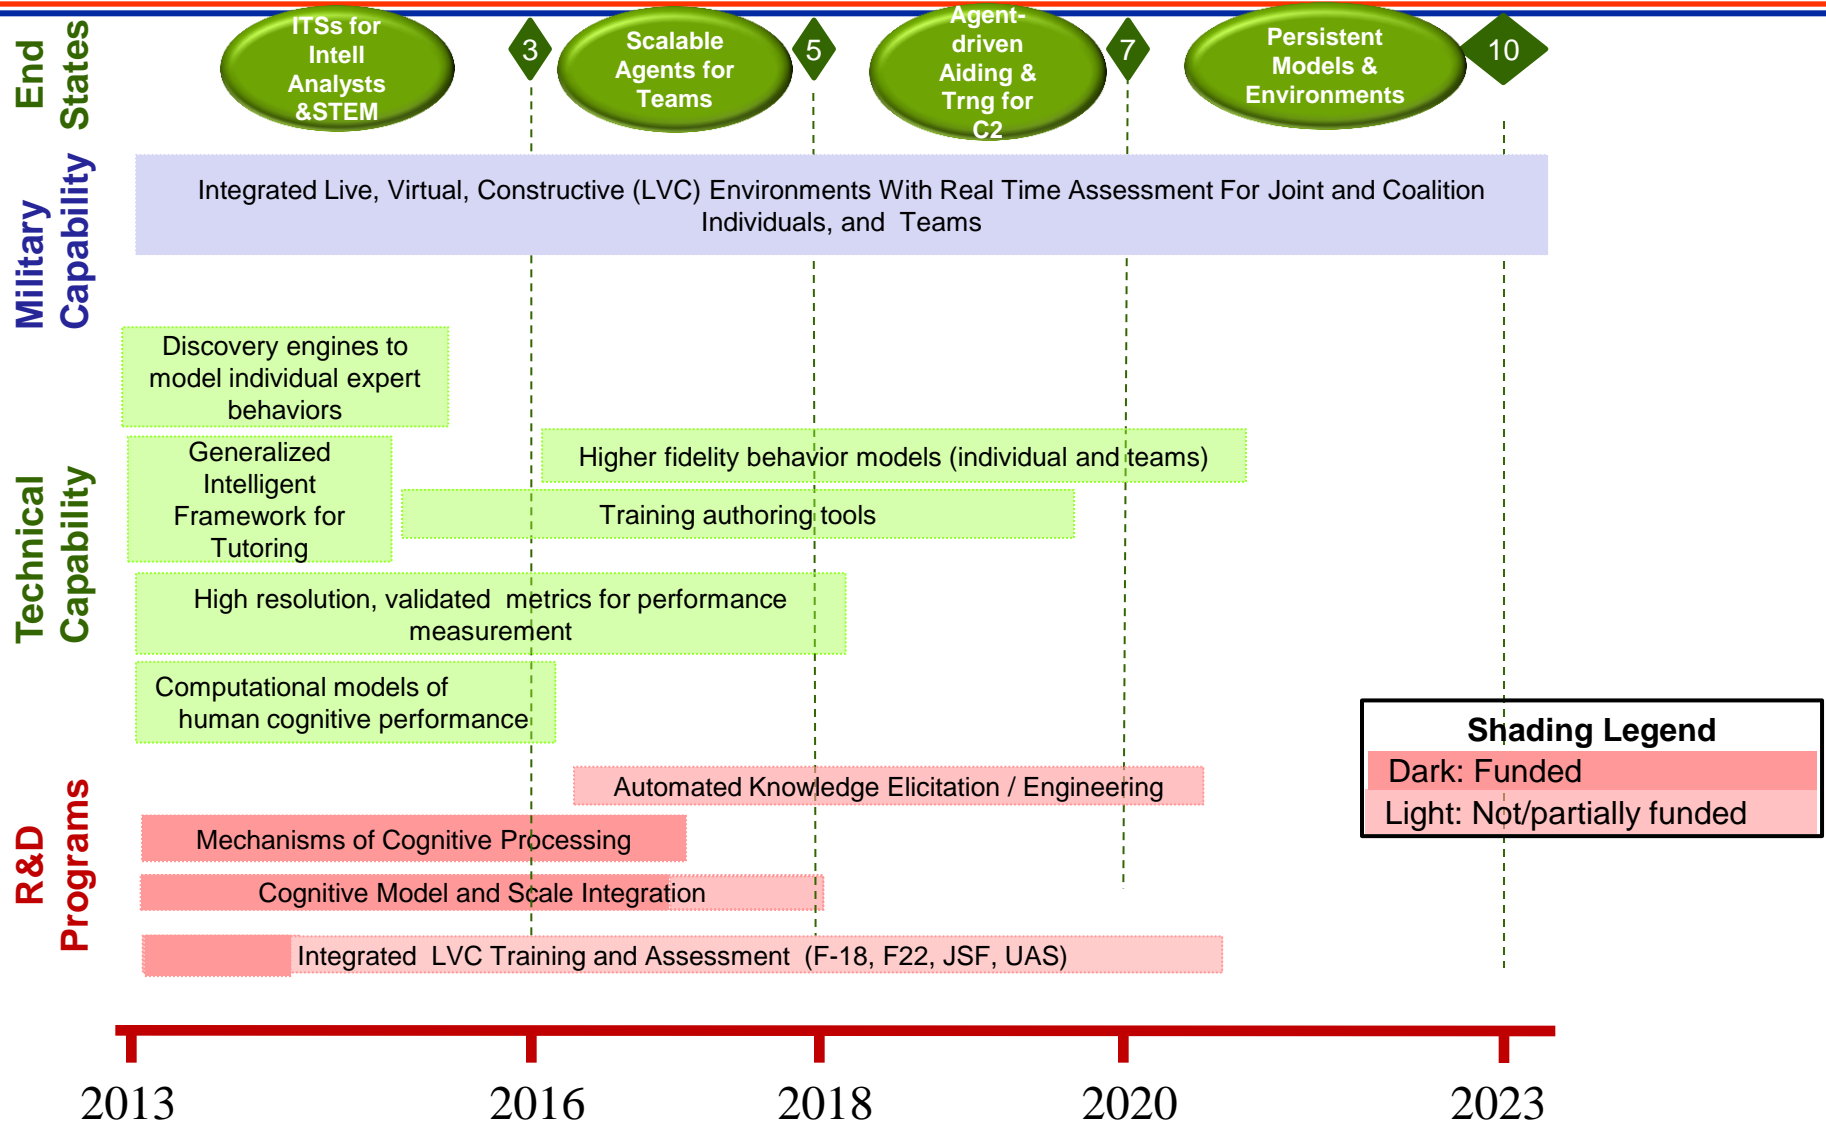 End
States
ITSs for
Intell
Analysts
&STEM
3
Scalable
Agents for
Teams
5
Agent-
driven
Aiding &
Trng for
C2
7
Persistent
Models &
Environments
10
Military
Capability
Integrated Live, Virtual, Constructive (LVC) Environments With Real Time Assessment For Joint and Coalition
Individuals, and Teams
Technical
Capability
Discovery engines to
model individual expert
behaviors
Generalized
Intelligent
Framework for
Tutoring
Higher fidelity behavior models (individual and teams)
Training authoring tools
High resolution, validated metrics for performance
measurement
Computational models of
human cognitive performance
R&D
Programs
Automated Knowledge Elicitation / Engineering
Mechanisms of Cognitive Processing
Cognitive Model and Scale Integration
Integrated LVC Training and Assessment (F-18, F22, JSF, UAS)
Shading Legend
Dark: Funded
Light: Not/partially funded
2013
2016
2018
2020
2023